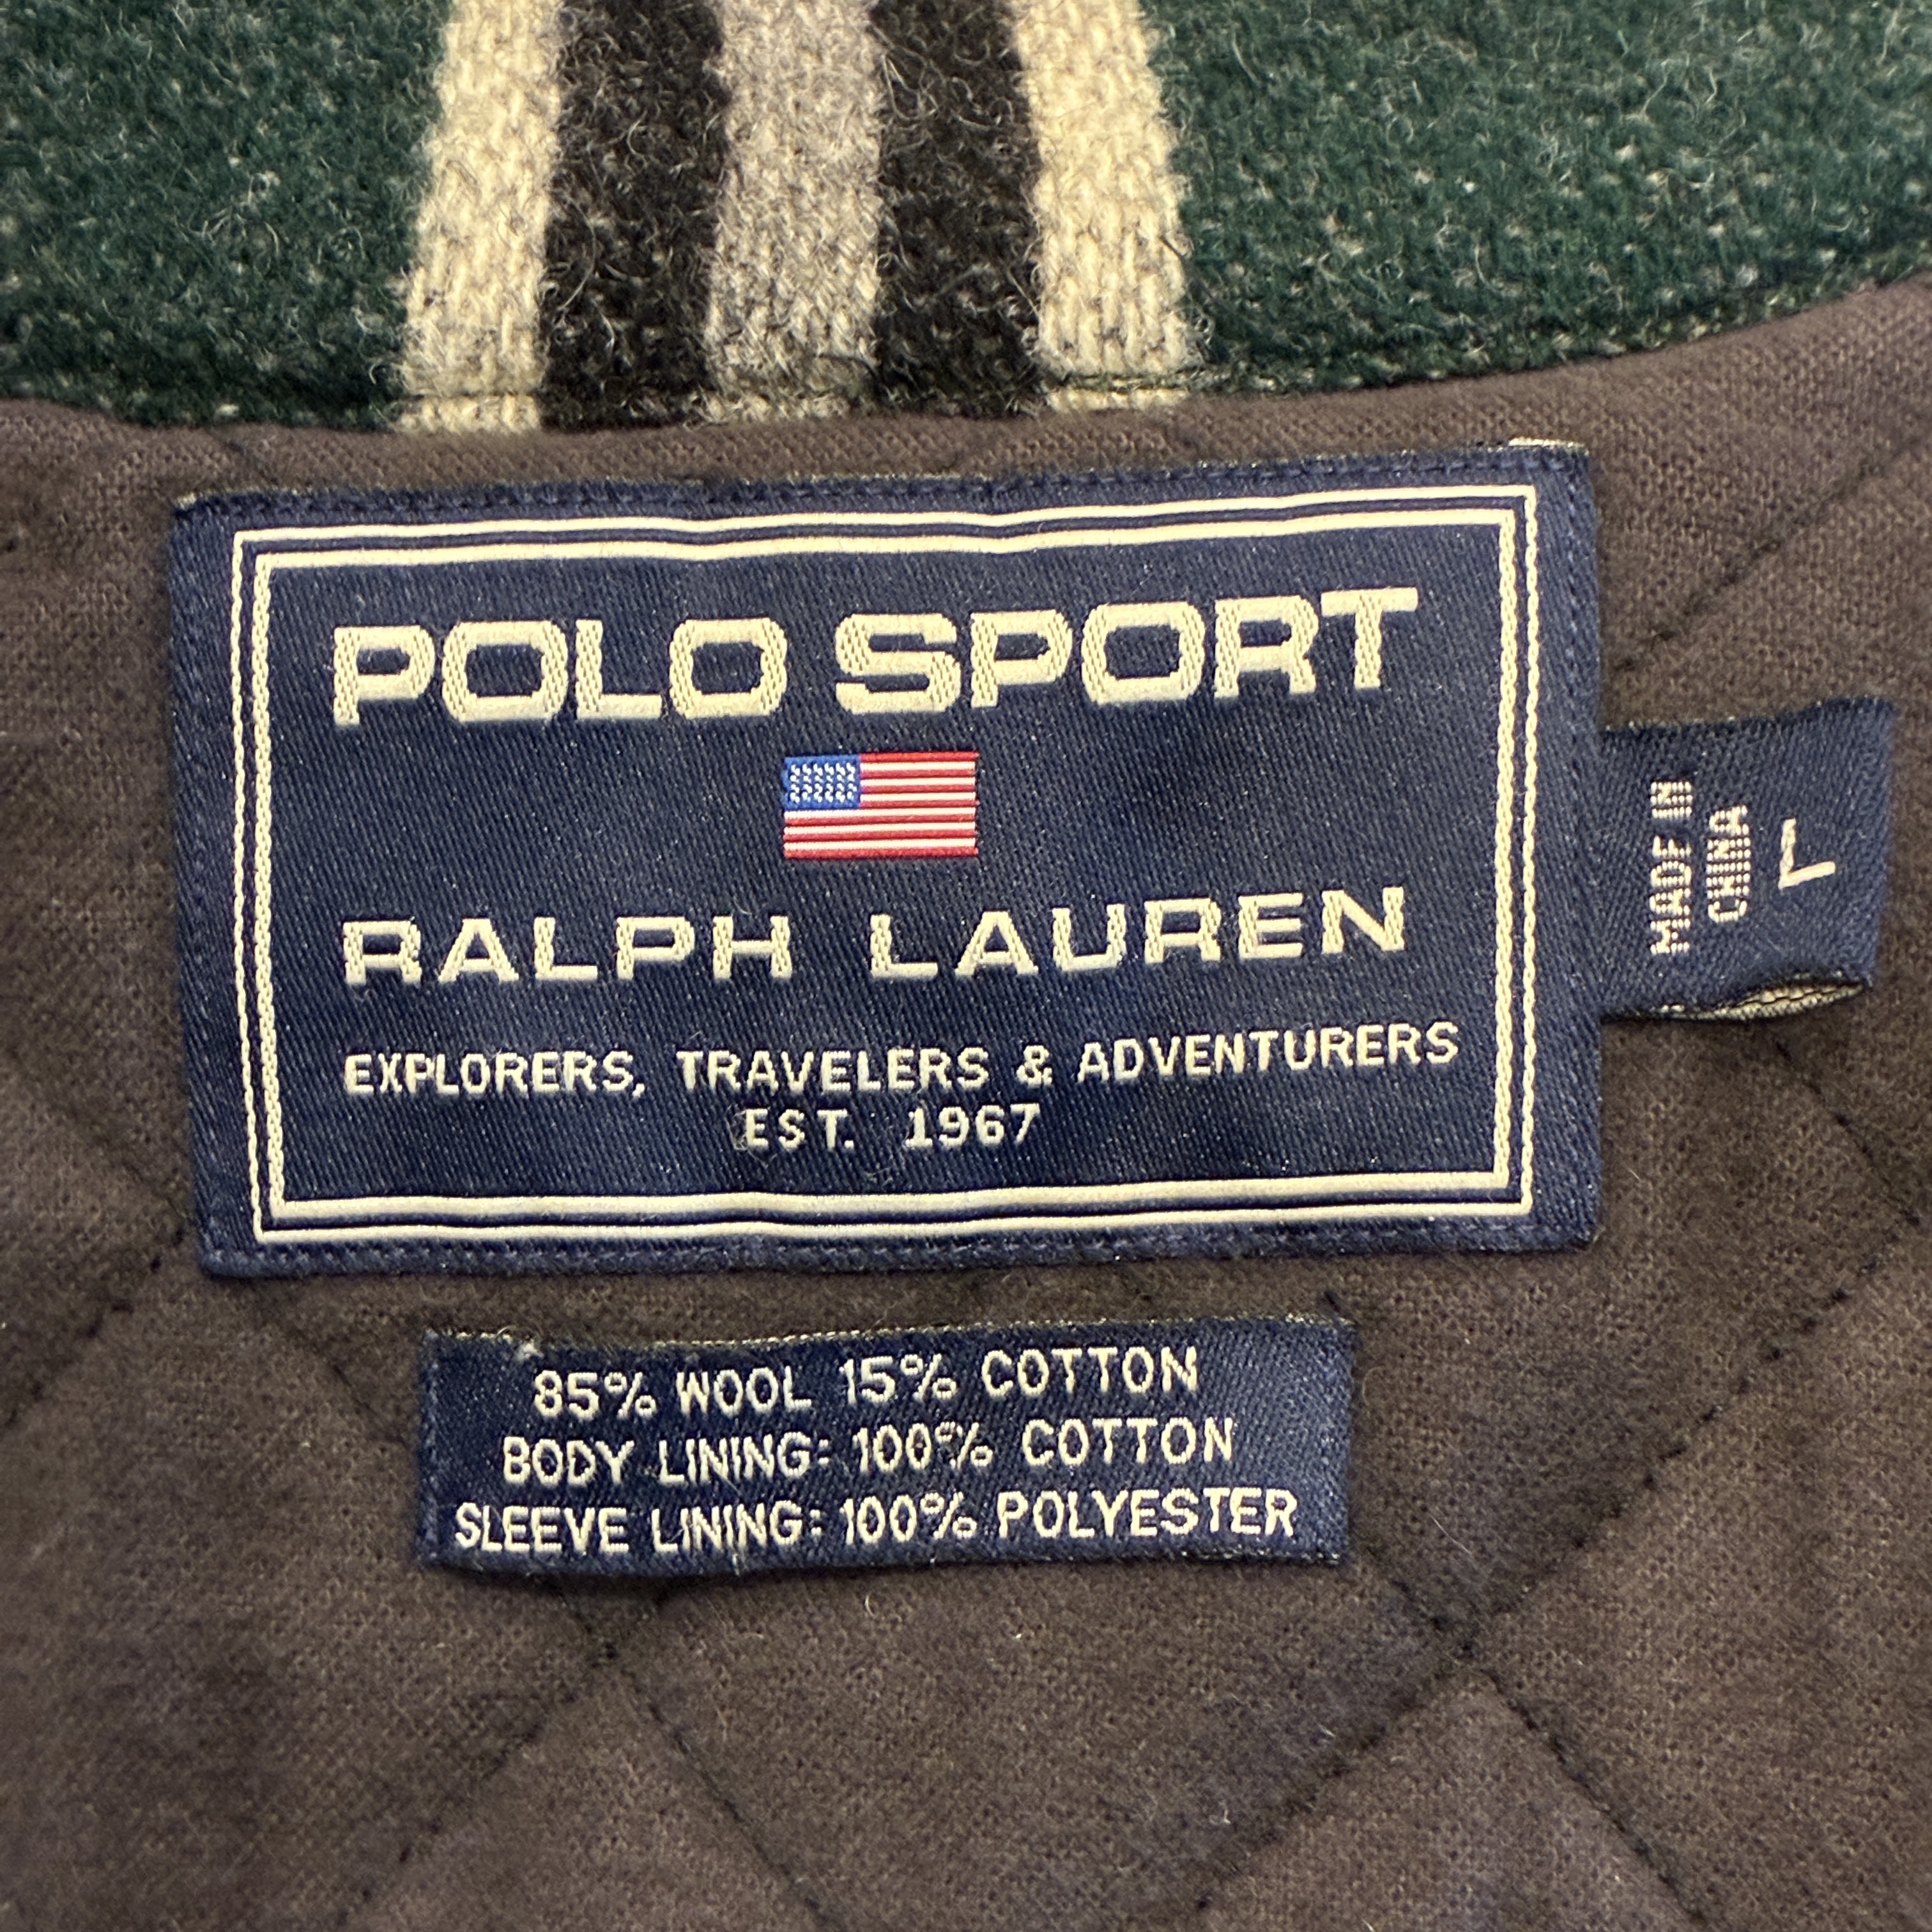 POLO SPORT
RALPH LAUREN
EXPLORERS, TRAVELERS & ADVENTURERS
EST. 1967
MADE IN
CHINA
L
85% WOOL 15% COTTON
BODY LINING: 100% COTTON
SLEEVE LINING: 100% POLYESTER